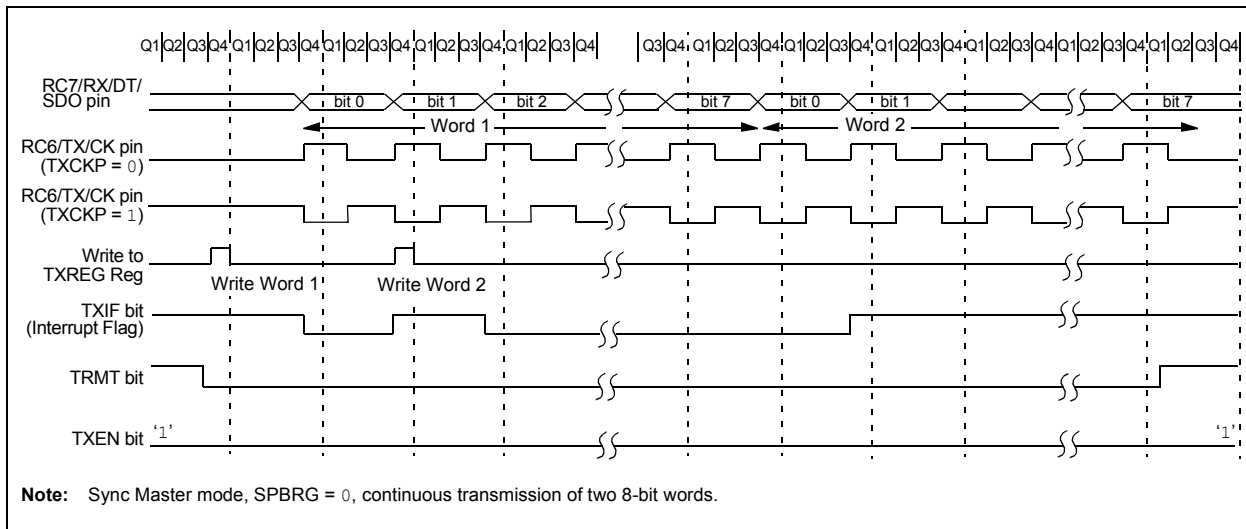 Q1 Q2 Q3 Q4 Q1 Q2 Q3 Q4 Q1 Q2 Q3 Q4 Q1 Q2 Q3 Q4 Q1 Q2 Q3 Q4 Q3 Q4 Q1 Q2 Q3 Q4 Q1 Q2 Q3 Q4 Q1 Q2 Q3 Q4 Q1 Q2 Q3 Q4 Q1 Q2 Q3 Q4 Q1 Q2 Q3 Q4
RC7/RX/DT/
SDO pin
bit 0 bit 1 bit 2 bit 7 bit 0 bit 1 bit 7
Word 1 Word 2
RC6/TX/CK pin
(TXCKP = 0)
RC6/TX/CK pin
(TXCKP = 1)
Write to
TXREG Reg
Write Word 1 Write Word 2
TXIF bit
(Interrupt Flag)
TRMT bit
TXEN bit '1' '1'
Note: Sync Master mode, SPBRG = 0, continuous transmission of two 8-bit words.